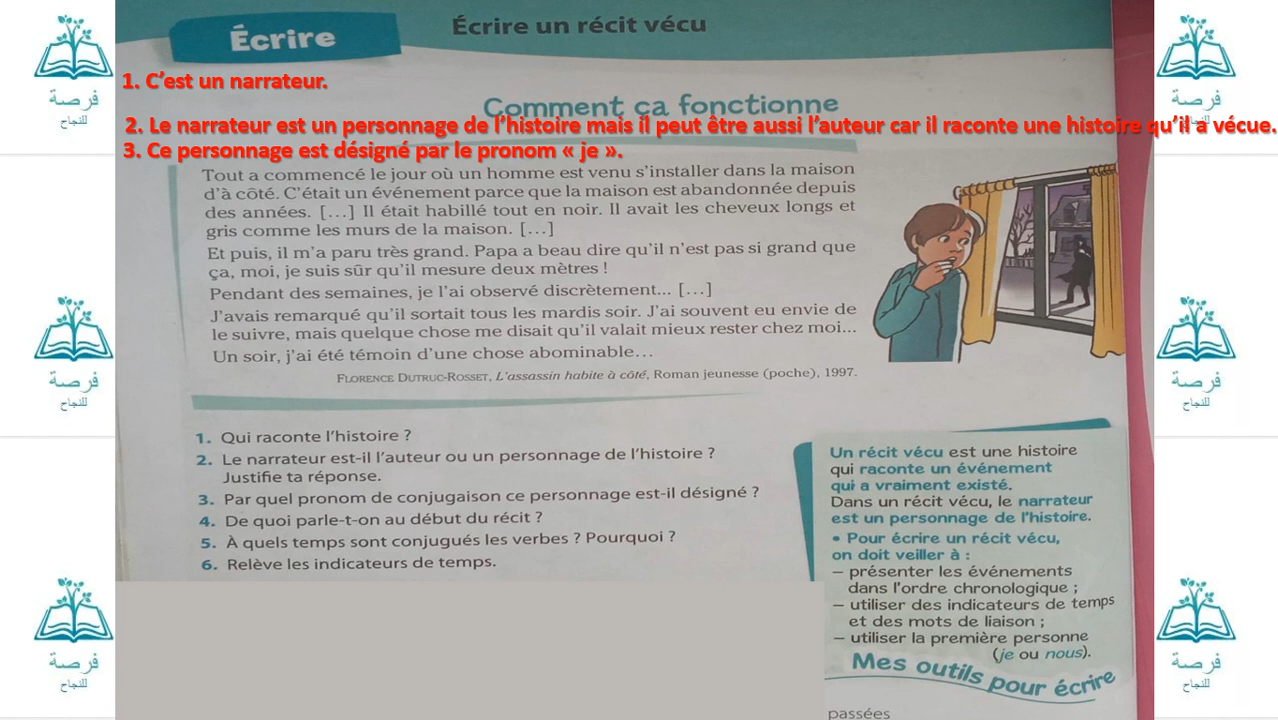 Écrire
Écrire un récit vécu
1. C'est un narrateur.
Comment ça fonctionne
2. Le narrateur est un personnage de l'histoire mais il peut être aussi l'auteur car il raconte une histoire qu'il a vécue.
3. Ce personnage est désigné par le pronom « je ».
Tout a commencé le jour où un homme est venu s'installer dans la maison
d'à côté. C'était un événement parce que la maison est abandonnée depuis
des années. […] Il était habillé tout en noir. Il avait les cheveux longs et
gris comme les murs de la maison. […]
Et puis, il m'a paru très grand. Papa a beau dire qu'il n'est pas si grand que
ça, moi, je suis sûr qu'il mesure deux mètres !
Pendant des semaines, je l'ai observé discrètement... […]
J'avais remarqué qu'il sortait tous les mardis soir. J'ai souvent eu envie de
le suivre, mais quelque chose me disait qu'il valait mieux rester chez moi...
Un soir, j'ai été témoin d'une chose abominable...
Florence Dutruc-Rosset, L'assassin habite à côté, Roman jeunesse (poche), 1997.
1. Qui raconte l'histoire ?
2. Le narrateur est-il l'auteur ou un personnage de l'histoire ?
Justifie ta réponse.
3. Par quel pronom de conjugaison ce personnage est-il désigné ?
4. De quoi parle-t-on au début du récit ?
5. À quels temps sont conjugués les verbes ? Pourquoi ?
6. Relève les indicateurs de temps.
Un récit vécu est une histoire
qui raconte un événement
qui a vraiment existé.
Dans un récit vécu, le narrateur
est un personnage de l'histoire.
• Pour écrire un récit vécu,
on doit veiller à :
– présenter les événements
dans l'ordre chronologique ;
– utiliser des indicateurs de temps
et des mots de liaison ;
– utiliser la première personne
(je ou nous).
Mes outils pour écrire
passées
فرصة
للنجاح
فرصة
للنجاح
فرصة
للنجاح
فرصة
للنجاح
فرصة
للنجاح
فرصة
للنجاح